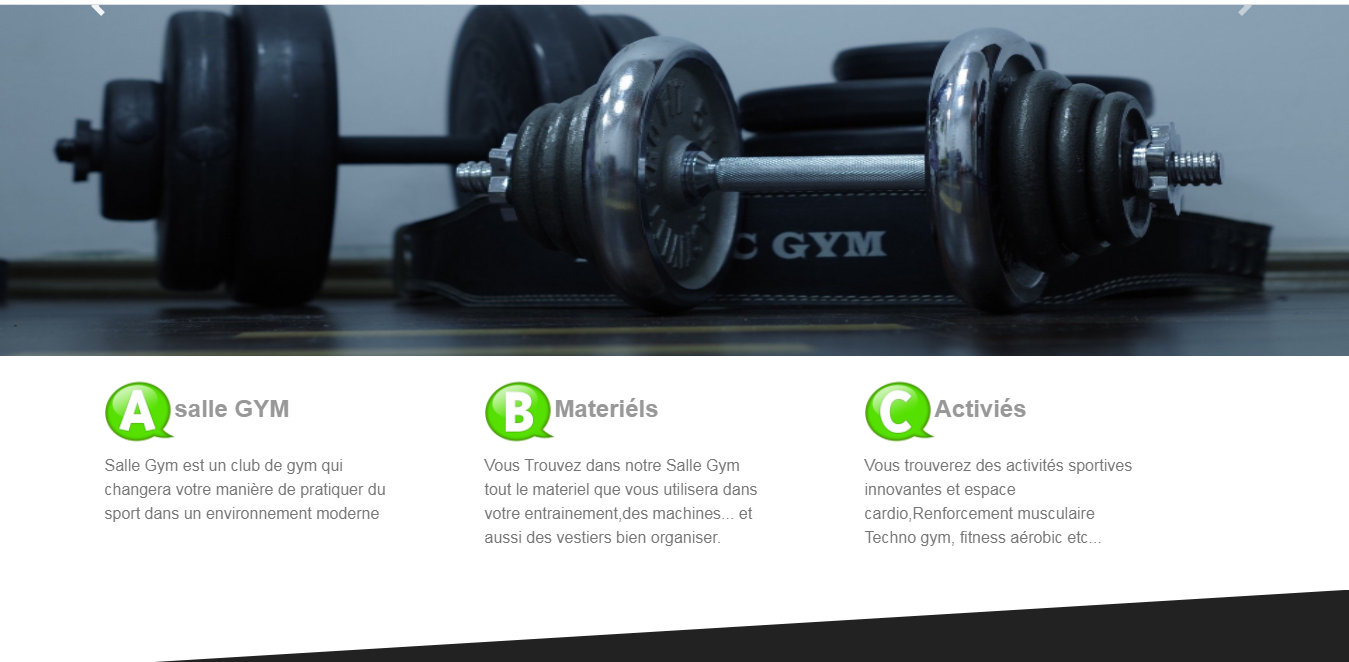 C GYM
A salle GYM
Salle Gym est un club de gym qui
changera votre manière de pratiquer du
sport dans un environnement moderne
B Materiéls
Vous Trouvez dans notre Salle Gym
tout le materiel que vous utilisera dans
votre entrainement,des machines... et
aussi des vestiers bien organiser.
C Activiés
Vous trouverez des activités sportives
innovantes et espace
cardio,Renforcement musculaire
Techno gym, fitness aérobic etc...